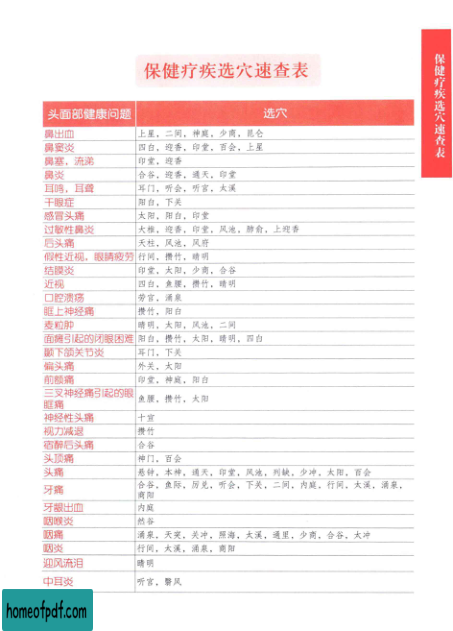 保健疗疾选穴速查表
保健疗疾选穴速查表
头面部健康问题 选穴
鼻出血 上星，二间，神庭，少商，昆仑
鼻窦炎 四白，迎香，印堂，百会，上星
鼻塞，流涕 印堂，迎香
鼻炎 合谷，迎香，通天，印堂
耳鸣，耳聋 耳门，听会，听宫，太溪
干眼症 阳白，下关
感冒头痛 太阳，阳白，印堂
过敏性鼻炎 大椎，迎香，印堂，风池，肺俞，上迎香
后头痛 天柱，风池，风府
假性近视，眼睛疲劳 行间，攒竹，睛明
结膜炎 印堂，太阳，少商，合谷
近视 四白，鱼腰，攒竹，睛明
口腔溃疡 劳宫，涌泉
眶上神经痛 攒竹，阳白
麦粒肿 睛明，太阳，风池，二间
面瘫引起的闭眼困难 阳白，攒竹，太阳，睛明，四白
颞下颌关节炎 耳门，下关
偏头痛 外关，太阳
前额痛 印堂，神庭，阳白
三叉神经痛引起的眼
眶痛 鱼腰，攒竹，太阳
神经性头痛 十宣
视力减退 攒竹
宿醉后头痛 合谷
头顶痛 神门，百会
头痛 悬钟，本神，通天，印堂，风池，列缺，少冲，太阳，百会
牙痛 合谷，鱼际，历兑，听会，下关，二间，内庭，行间，太溪，涌泉，
商阳
牙龈出血 内庭
咽喉炎 然谷
咽痛 涌泉，天突，关冲，照海，太溪，通里，少商，合谷，太冲
咽炎 行间，太溪，涌泉，商阳
迎风流泪 睛明
中耳炎 听宫，翳风
homeofpdf.com